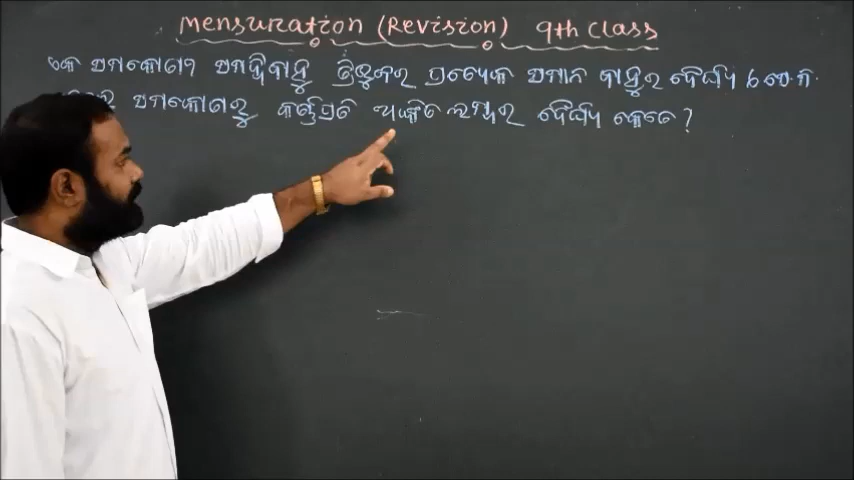 Mensuration (Revision) 9th Class
ଏକ ସମକୋଣୀ ସମଦ୍ବିବାହୁ ତ୍ରିଭୁଜର ପ୍ରତ୍ୟେକ ସମାନ ବାହୁର ଦୈର୍ଘ୍ୟ 6 ସେ.ମି.
ସମକୋଣରୁ କର୍ଣ୍ଣପ୍ରତି ଅଙ୍କିତ ଲମ୍ବର ଦୈର୍ଘ୍ୟ କେତେ?